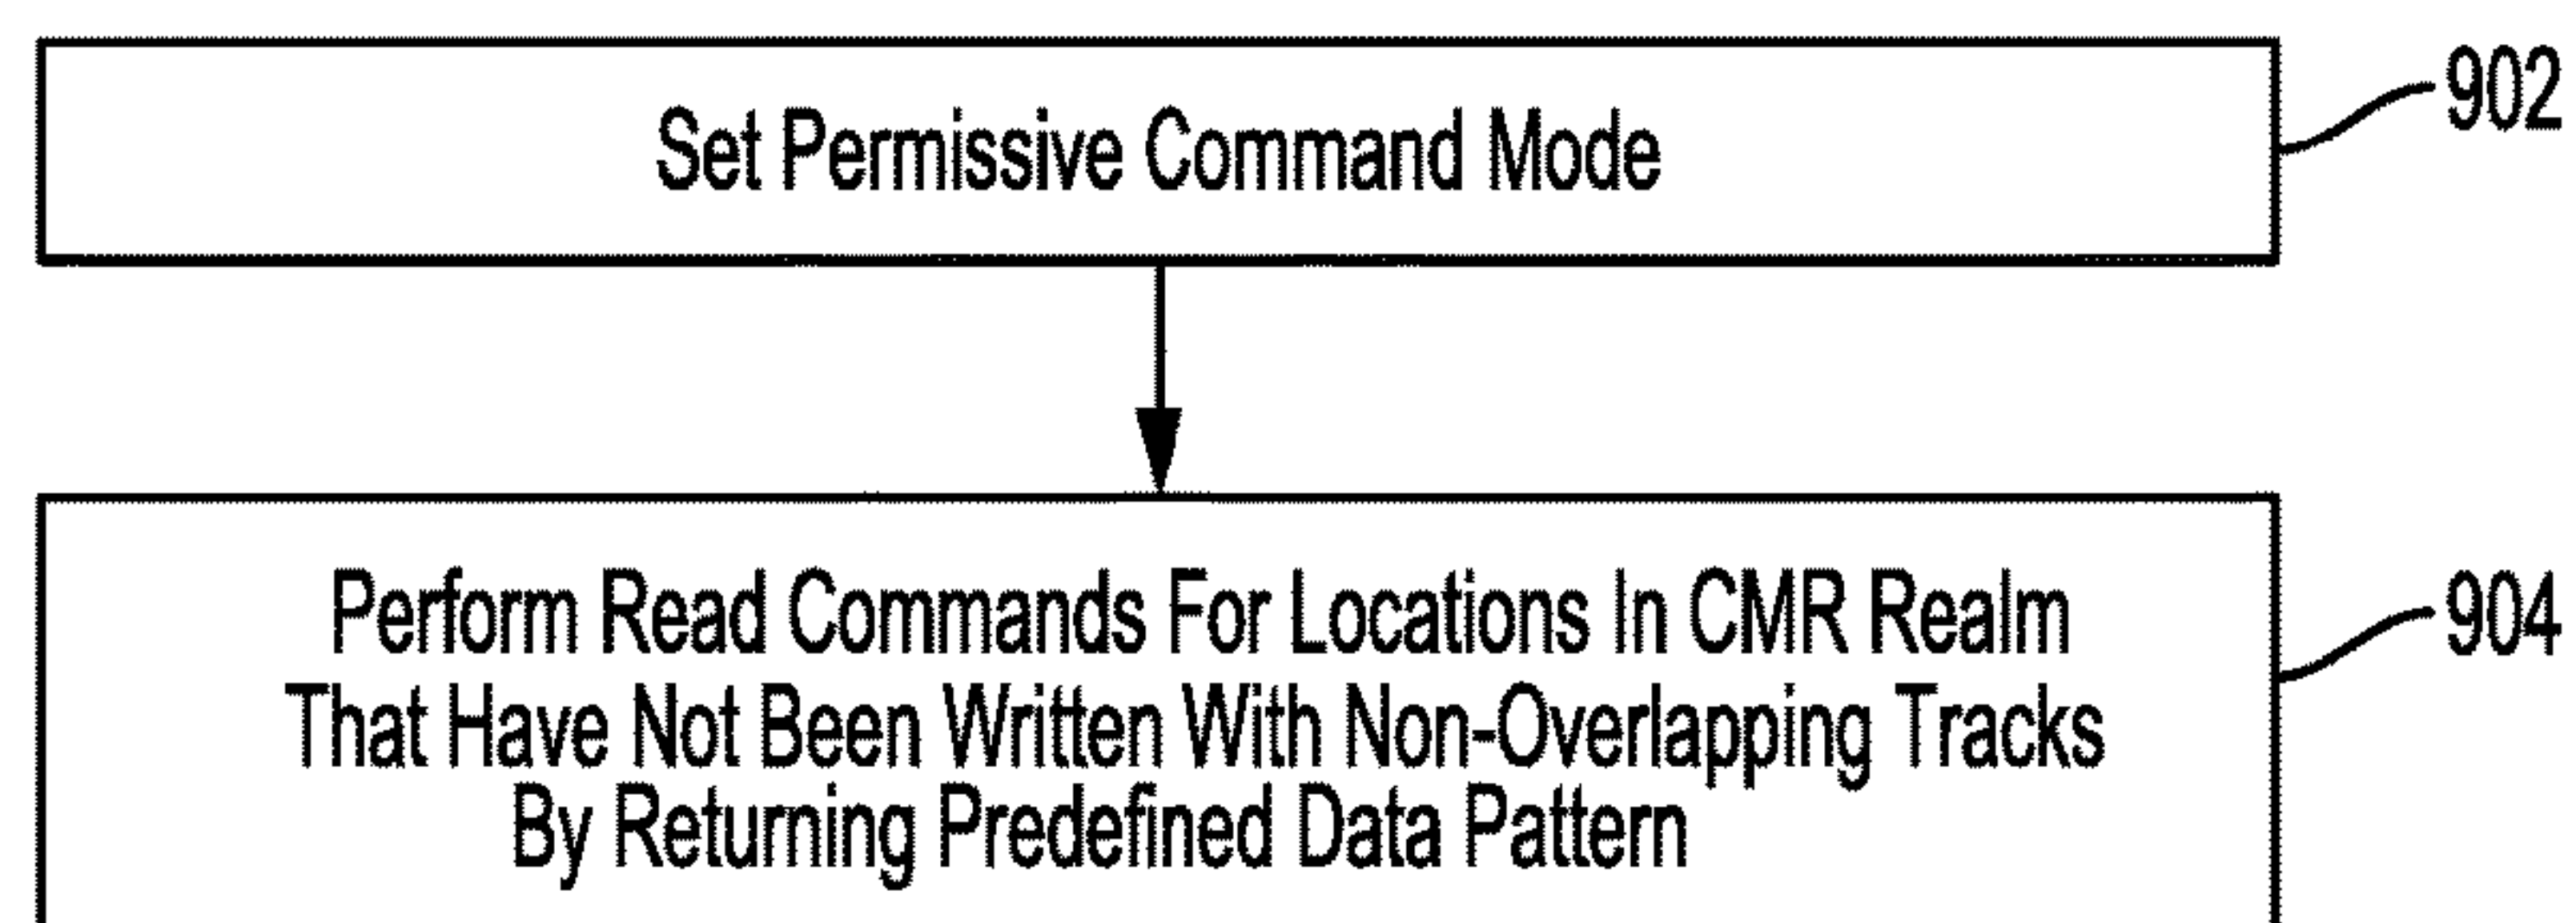 Set Permissive Command Mode
902
Perform Read Commands For Locations In CMR Realm
That Have Not Been Written With Non-Overlapping Tracks
By Returning Predefined Data Pattern
904